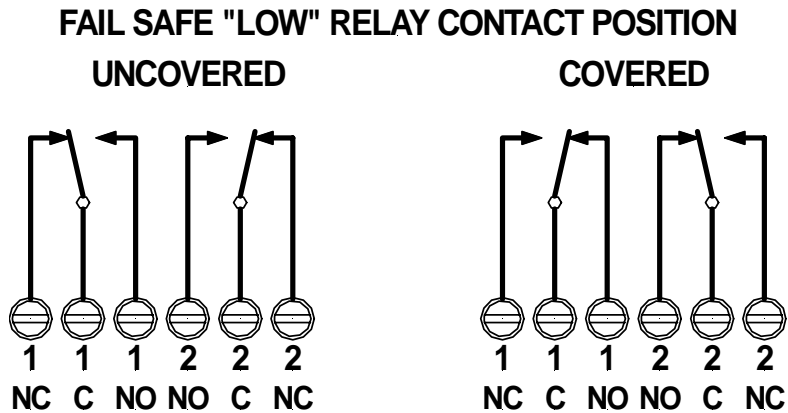 FAIL SAFE "LOW" RELAY CONTACT POSITION
UNCOVERED COVERED
1 1 1 2 2 2 1 1 1 2 2 2
NC C NO NO C NC NC C NO NO C NC